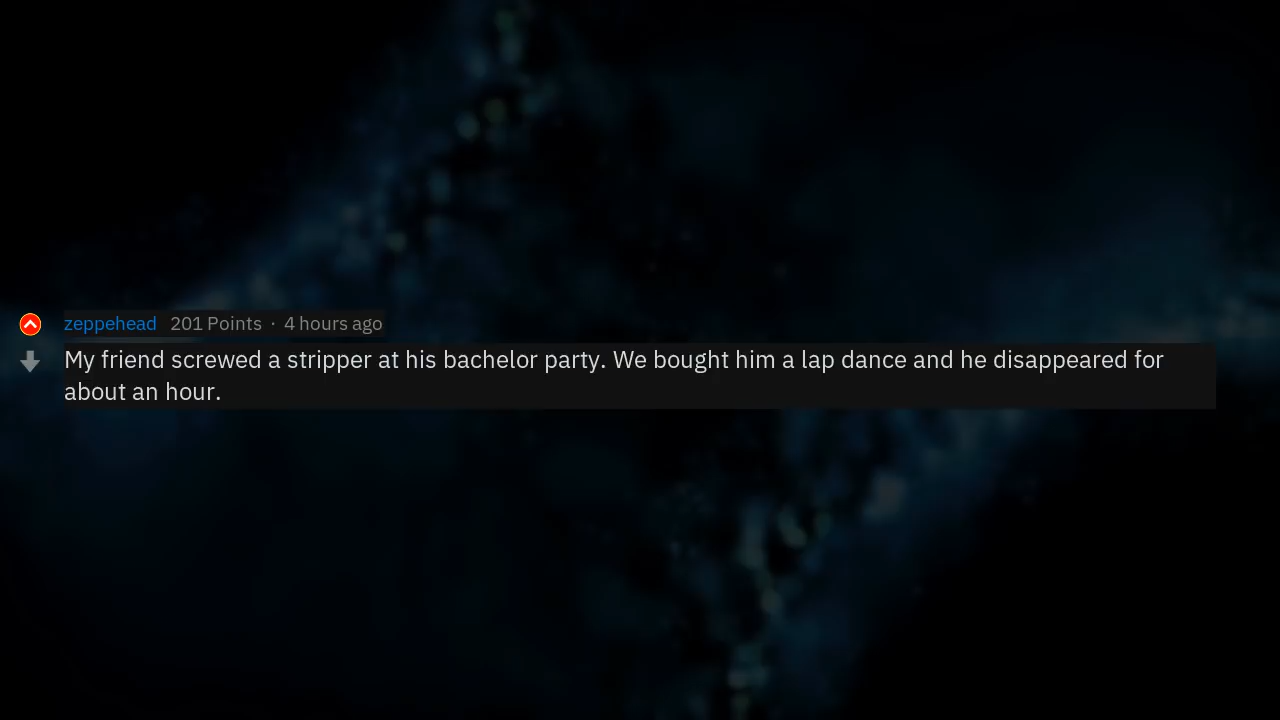 zeppehead 201 Points · 4 hours ago
My friend screwed a stripper at his bachelor party. We bought him a lap dance and he disappeared for
about an hour.